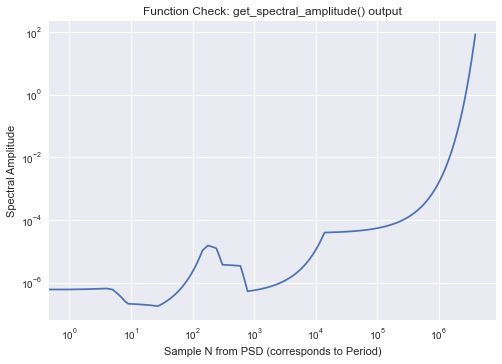 Function Check: get_spectral_amplitude() output
10²
10⁰
10⁻²
10⁻⁴
10⁻⁶
Spectral Amplitude
10⁰ 10¹ 10² 10³ 10⁴ 10⁵ 10⁶
Sample N from PSD (corresponds to Period)